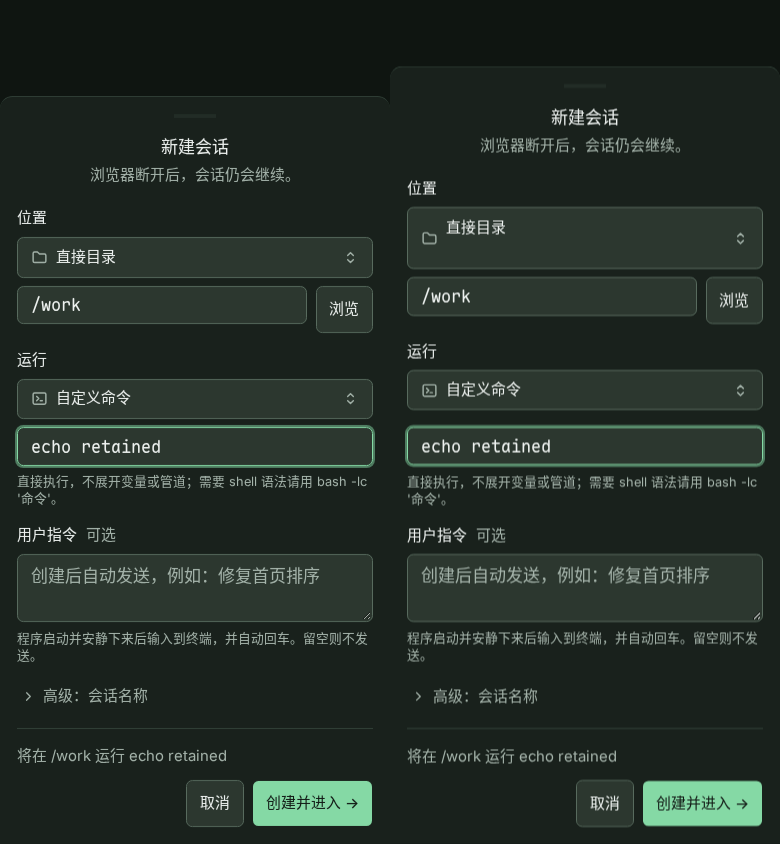 新建会话
浏览器断开后，会话仍会继续。
位置
直接目录
/work
浏览
运行
自定义命令
echo retained
直接执行，不展开变量或管道；需要 shell 语法请用 bash -lc
'命令'。
用户指令 可选
创建后自动发送，例如：修复首页排序
程序启动并安静下来后输入到终端，并自动回车。留空则不发
送。
高级：会话名称
将在 /work 运行 echo retained
取消
创建并进入 →
新建会话
浏览器断开后，会话仍会继续。
位置
直接目录
/work
浏览
运行
自定义命令
echo retained
直接执行，不展开变量或管道；需要 shell 语法请用 bash -lc
'命令'。
用户指令 可选
创建后自动发送，例如：修复首页排序
程序启动并安静下来后输入到终端，并自动回车。留空则不发
送。
高级：会话名称
将在 /work 运行 echo retained
取消
创建并进入 →